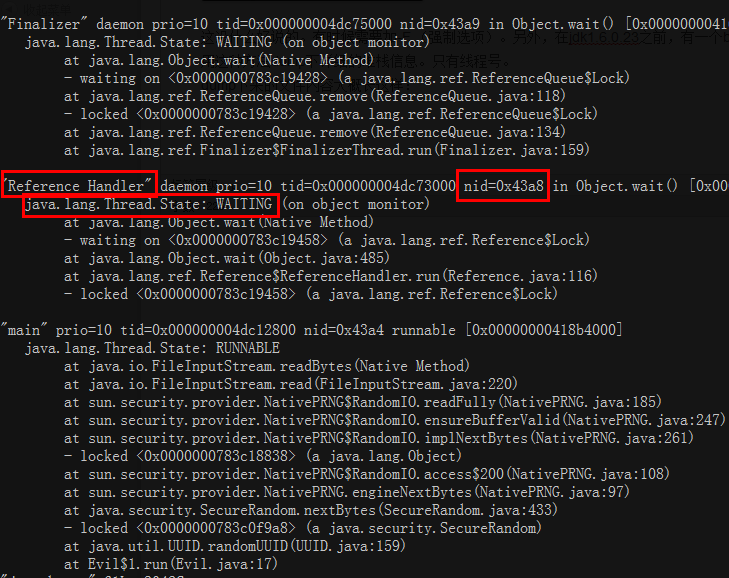 "Finalizer" daemon prio=10 tid=0x000000004dc75000 nid=0x43a9 in Object.wait() [0x0000000041
java.lang.Thread.State: WAITING (on object monitor)
at java.lang.Object.wait(Native Method)
- waiting on <0x0000000783c19428> (a java.lang.ref.ReferenceQueue$Lock)
at java.lang.ref.ReferenceQueue.remove(ReferenceQueue.java:118)
- locked <0x0000000783c19428> (a java.lang.ref.ReferenceQueue$Lock)
at java.lang.ref.ReferenceQueue.remove(ReferenceQueue.java:134)
at java.lang.ref.Finalizer$FinalizerThread.run(Finalizer.java:159)
"Reference Handler" daemon prio=10 tid=0x000000004dc73000 nid=0x43a8 in Object.wait() [0x00
java.lang.Thread.State: WAITING (on object monitor)
at java.lang.Object.wait(Native Method)
- waiting on <0x0000000783c19458> (a java.lang.ref.Reference$Lock)
at java.lang.Object.wait(Object.java:485)
at java.lang.ref.Reference$ReferenceHandler.run(Reference.java:116)
- locked <0x0000000783c19458> (a java.lang.ref.Reference$Lock)
"main" prio=10 tid=0x000000004dc12800 nid=0x43a4 runnable [0x00000000418b4000]
java.lang.Thread.State: RUNNABLE
at java.io.FileInputStream.readBytes(Native Method)
at java.io.FileInputStream.read(FileInputStream.java:220)
at sun.security.provider.NativePRNG$RandomIO.readFully(NativePRNG.java:185)
at sun.security.provider.NativePRNG$RandomIO.ensureBufferValid(NativePRNG.java:247)
at sun.security.provider.NativePRNG$RandomIO.implNextBytes(NativePRNG.java:261)
- locked <0x0000000783c18838> (a java.lang.Object)
at sun.security.provider.NativePRNG$RandomIO.access$200(NativePRNG.java:108)
at sun.security.provider.NativePRNG.engineNextBytes(NativePRNG.java:97)
at java.security.SecureRandom.nextBytes(SecureRandom.java:433)
- locked <0x0000000783c0f9a8> (a java.security.SecureRandom)
at java.util.UUID.randomUUID(UUID.java:159)
at Evil$1.run(Evil.java:17)